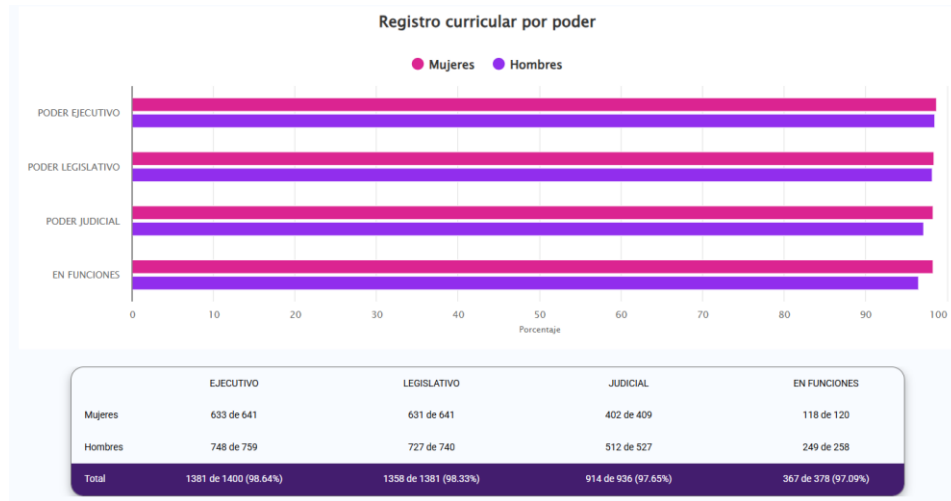 Registro curricular por poder
Mujeres Hombres
PODER EJECUTIVO
PODER LEGISLATIVO
PODER JUDICIAL
EN FUNCIONES
0 10 20 30 40 50 60 70 80 90 100
Porcentaje
EJECUTIVO LEGISLATIVO JUDICIAL EN FUNCIONES
Mujeres 633 de 641 631 de 641 402 de 409 118 de 120
Hombres 748 de 759 727 de 740 512 de 527 249 de 258
Total 1381 de 1400 (98.64%) 1358 de 1381 (98.33%) 914 de 936 (97.65%) 367 de 378 (97.09%)